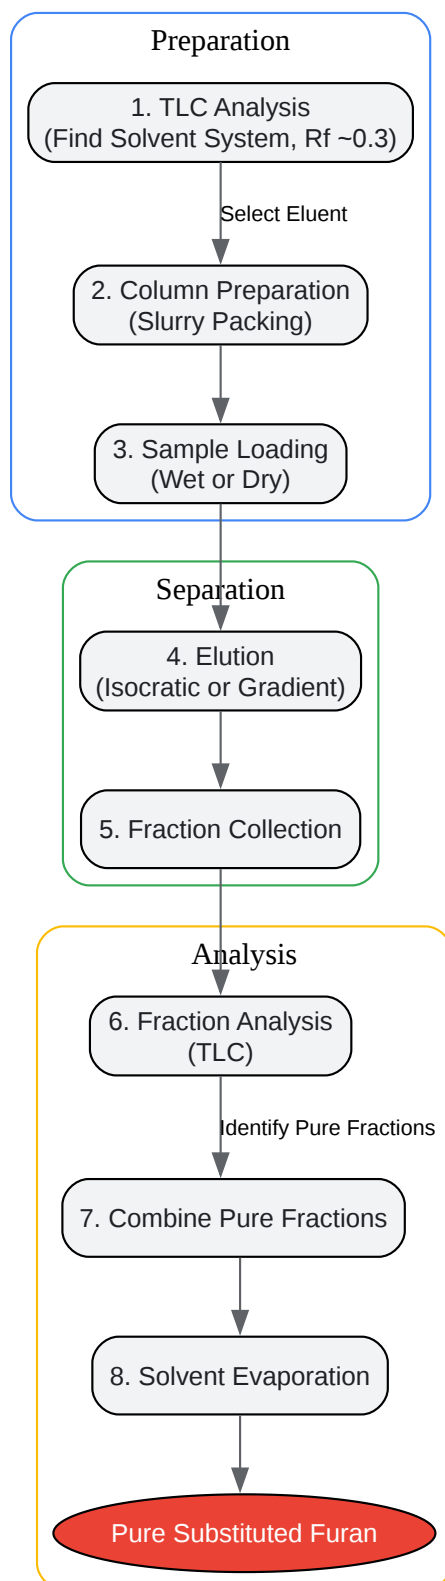 Preparation
1. TLC Analysis
(Find Solvent System, Rf ~0.3)
Select Eluent
2. Column Preparation
(Slurry Packing)
3. Sample Loading
(Wet or Dry)
Separation
4. Elution
(Isocratic or Gradient)
5. Fraction Collection
Analysis
6. Fraction Analysis
(TLC)
Identify Pure Fractions
7. Combine Pure Fractions
8. Solvent Evaporation
Pure Substituted Furan